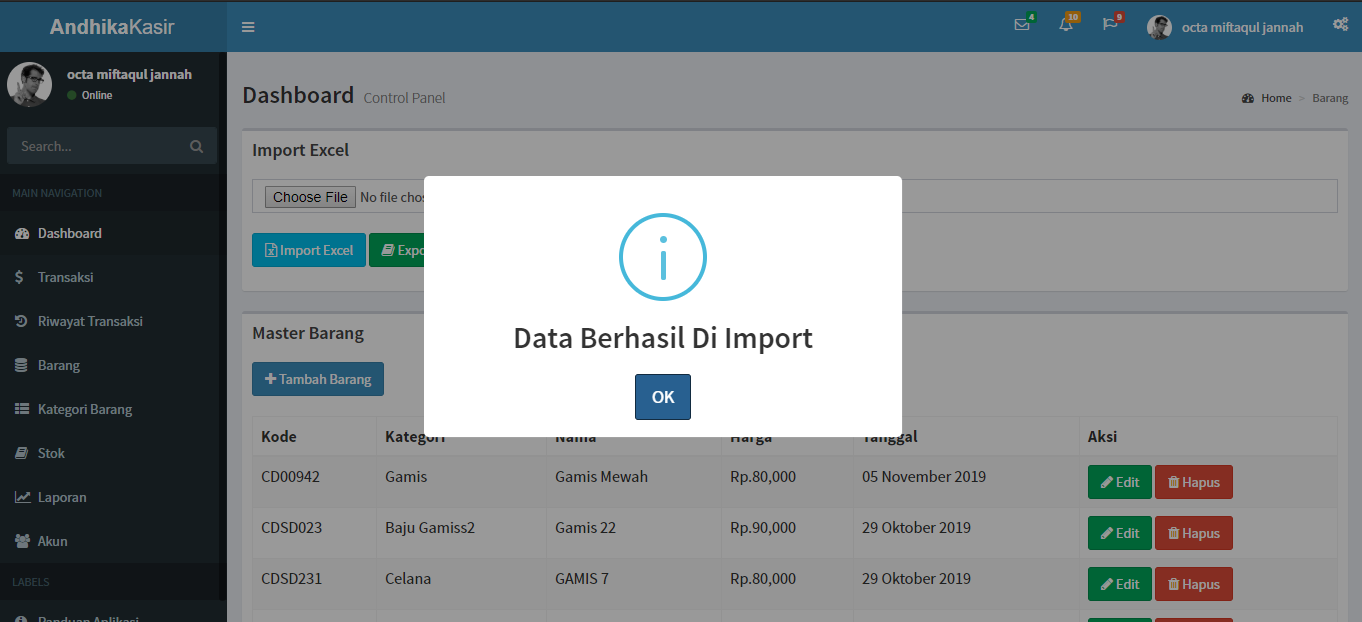 AndhikaKasir
4
10
9
octa miftaqul jannah
octa miftaqul jannah
Online
Search...
MAIN NAVIGATION
Dashboard
Transaksi
Riwayat Transaksi
Barang
Kategori Barang
Stok
Laporan
Akun
LABELS
Panduan Aplikasi
Dashboard Control Panel
Home > Barang
Import Excel
Choose File No file chos
Import Excel Expo
Data Berhasil Di Import
OK
Master Barang
Tambah Barang
Kode Kategori Nama Harga Tanggal Aksi
CD00942 Gamis Gamis Mewah Rp.80,000 05 November 2019 Edit Hapus
CDSD023 Baju Gamiss2 Gamis 22 Rp.90,000 29 Oktober 2019 Edit Hapus
CDSD231 Celana GAMIS 7 Rp.80,000 29 Oktober 2019 Edit Hapus